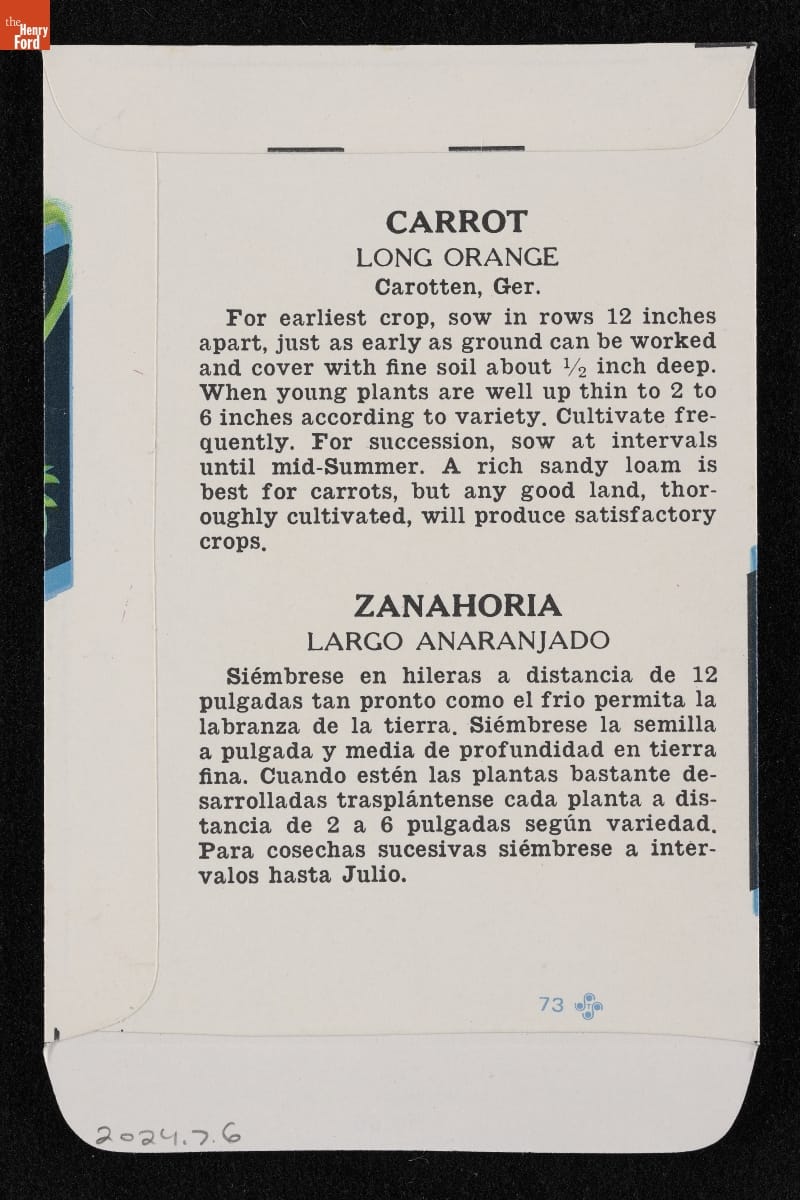 the
Henry
Ford
CARROT
LONG ORANGE
Carotten, Ger.
For earliest crop, sow in rows 12 inches
apart, just as early as ground can be worked
and cover with fine soil about ½ inch deep.
When young plants are well up thin to 2 to
6 inches according to variety. Cultivate fre-
quently. For succession, sow at intervals
until mid-Summer. A rich sandy loam is
best for carrots, but any good land, thor-
oughly cultivated, will produce satisfactory
crops.
ZANAHORIA
LARGO ANARANJADO
Siémbrese en hileras a distancia de 12
pulgadas tan pronto como el frio permita la
labranza de la tierra. Siémbrese la semilla
a pulgada y media de profundidad en tierra
fina. Cuando estén las plantas bastante de-
sarrolladas trasplántense cada planta a dis-
tancia de 2 a 6 pulgadas según variedad.
Para cosechas sucesivas siémbrese a inter-
valos hasta Julio.
73
2024.7.6